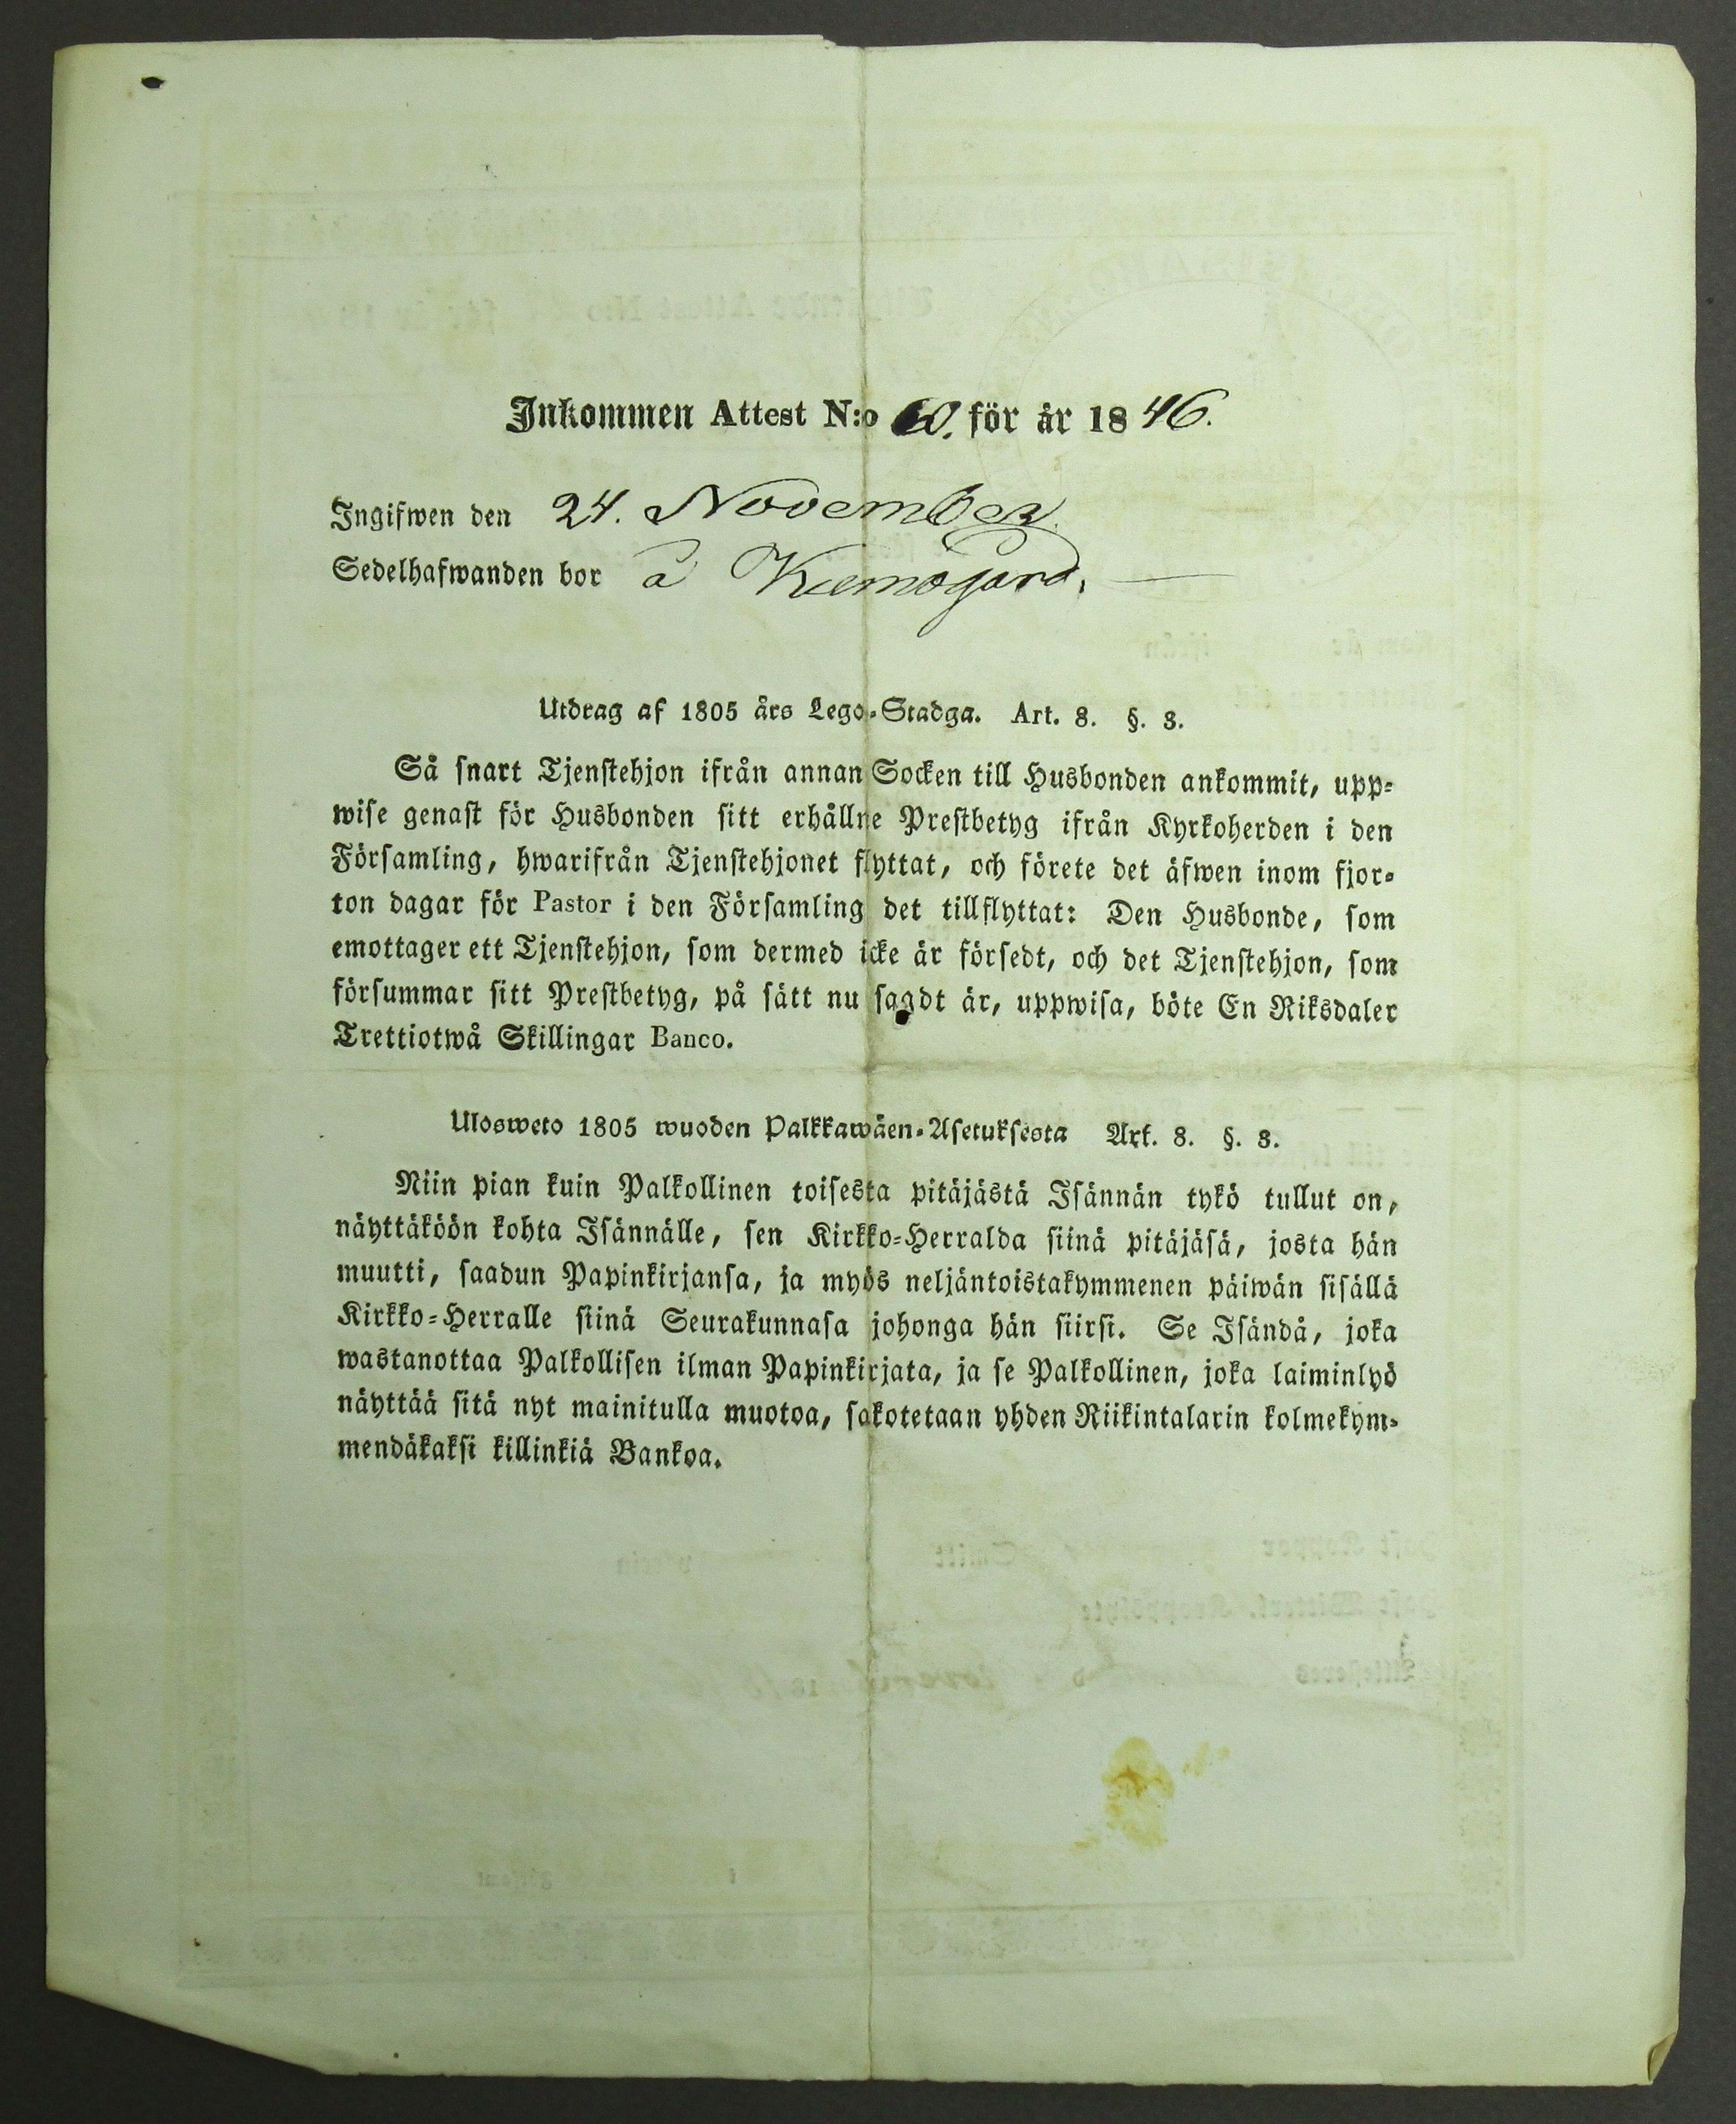 Inkommen Attest N:o 60. för år 1846.
Ingifwen den 24. November.
Sedelhafwanden bor å Kiemogård.
Utdrag af 1805 års Lego-Stadga. Art. 8. §. 3.
Så snart Tjenstehjon ifrån annan Socken till Husbonden ankommit, upp-
wise genast för Husbonden sitt erhållne Prestbetyg ifrån Kyrkoherden i den
Församling, hwarifrån Tjenstehjonet flyttat, och förete det äfwen inom fjor-
ton dagar för Pastor i den Församling det tillflyttat: Den Husbonde, som
emottager ett Tjenstehjon, som dermed icke är försedt, och det Tjenstehjon, som
försummar sitt Prestbetyg, på sätt nu sagdt är, uppwisa, böte En Riksdaler
Trettiotwå Skillingar Banco.
Ulosweto 1805 wuoden Palkkawäen-Asetuksesta Art. 8. §. 3.
Niin pian kuin Palkollinen toisesta pitäjästä Isännän tykö tullut on,
näyttäköön kohta Isännälle, sen Kirkko-Herralda siinä pitäjäsä, josta hän
muutti, saadun Papinkirjansa, ja myös neljäntoistakymmenen päiwän sisällä
Kirkko-Herralle siinä Seurakunnasa johonga hän siirsi. Se Isändå, joka
wastanottaa Palkollisen ilman Papinkirjata, ja se Palkollinen, joka laiminlyö
näyttää sitä nyt mainitulla muotoa, sakotetaan yhden Riikintalarin kolmekym-
mendäkaksi killinkiä Bankoa.